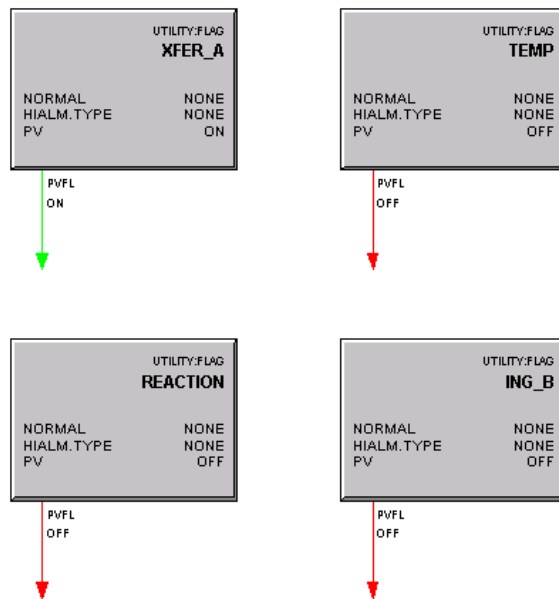 UTILITY:FLAG
XFER_A
NORMAL NONE
HIALM.TYPE NONE
PV ON
PVFL
ON
UTILITY:FLAG
TEMP
NORMAL NONE
HIALM.TYPE NONE
PV OFF
PVFL
OFF
UTILITY:FLAG
REACTION
NORMAL NONE
HIALM.TYPE NONE
PV OFF
PVFL
OFF
UTILITY:FLAG
ING_B
NORMAL NONE
HIALM.TYPE NONE
PV OFF
PVFL
OFF